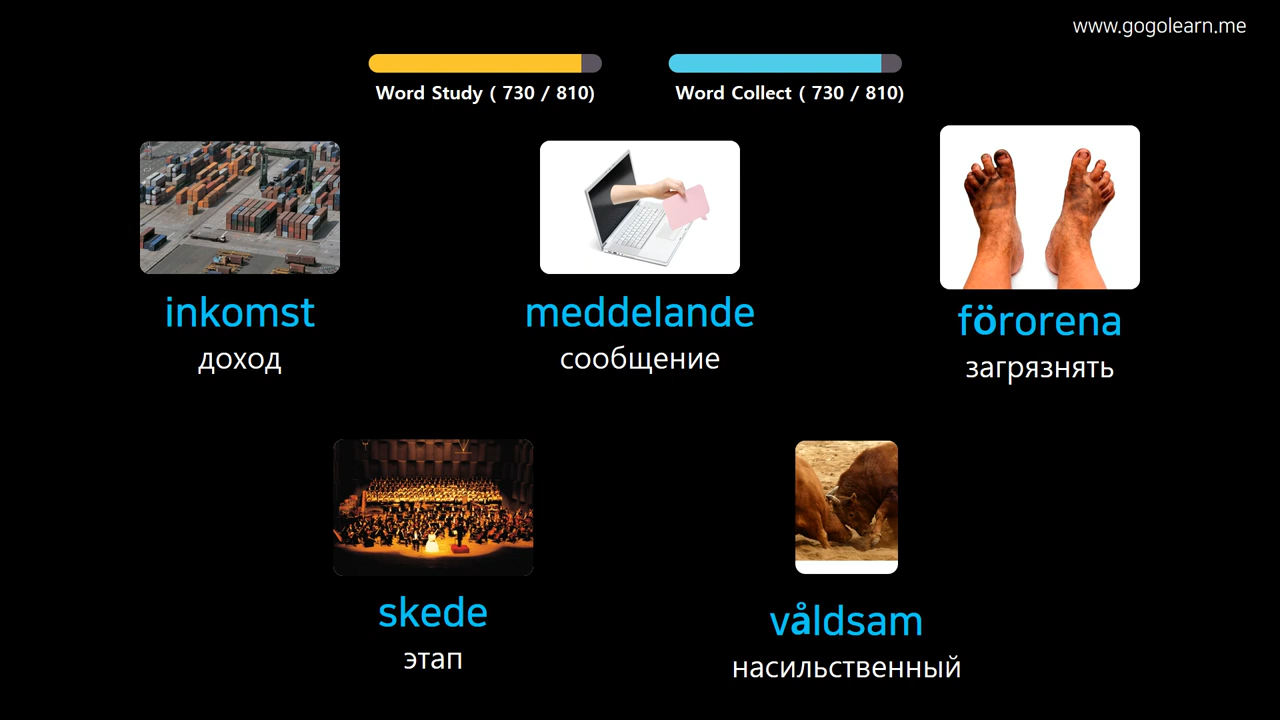 www.gogolearn.me
Word Study ( 730 / 810)
Word Collect ( 730 / 810)
inkomst
доход
meddelande
сообщение
förorena
загрязнять
skede
этап
våldsam
насильственный